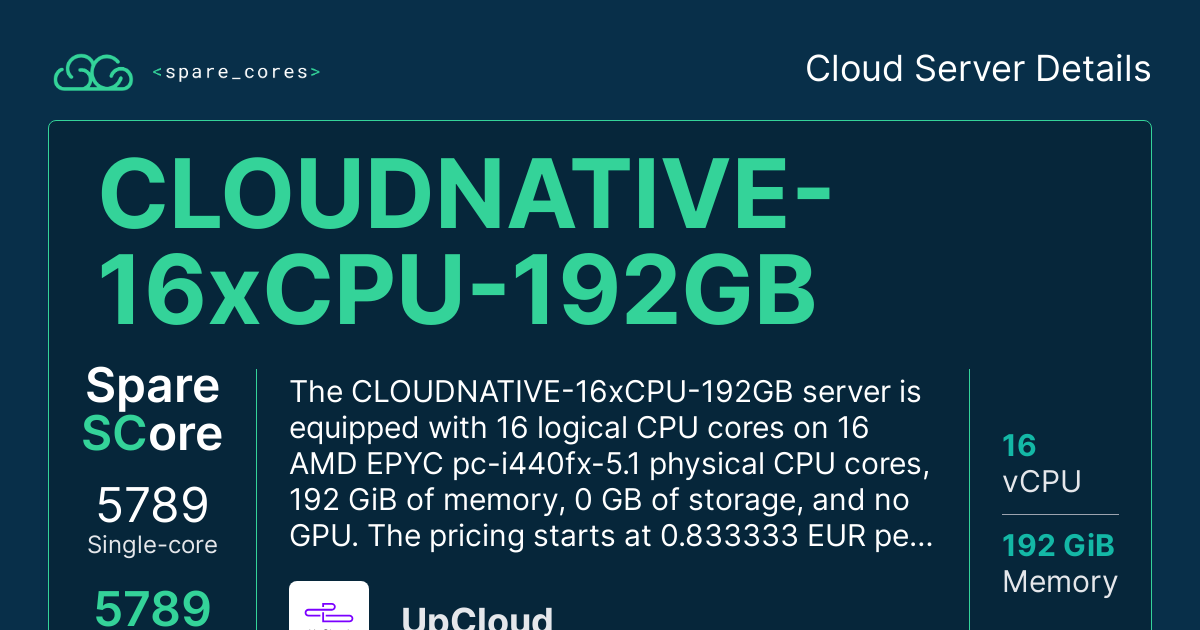 <spare_cores>
Cloud Server Details
CLOUDNATIVE-
16xCPU-192GB
Spare
SCore
5789
Single-core
5789
The CLOUDNATIVE-16xCPU-192GB server is
equipped with 16 logical CPU cores on 16
AMD EPYC pc-i440fx-5.1 physical CPU cores,
192 GiB of memory, 0 GB of storage, and no
GPU. The pricing starts at 0.833333 EUR pe...
UpCloud
16
vCPU
192 GiB
Memory